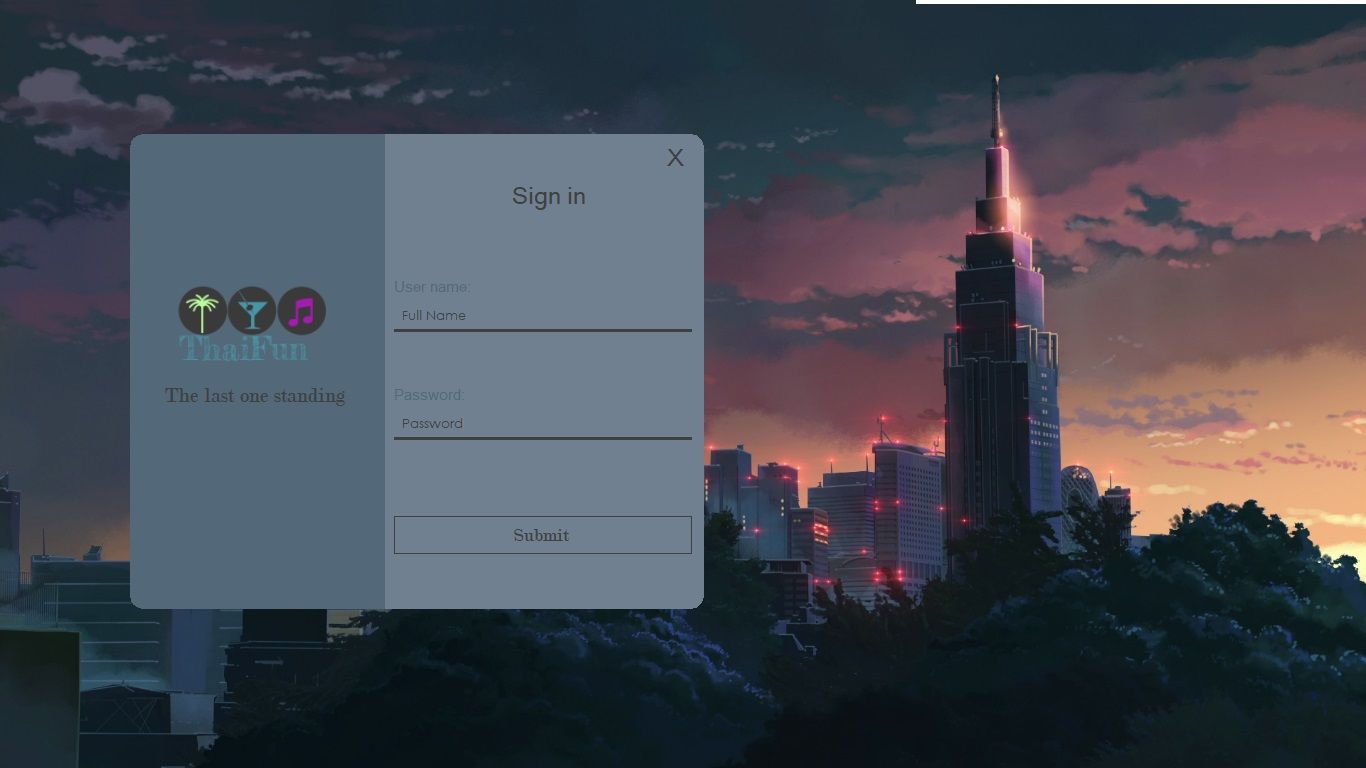 X
Sign in
ThaiFun
The last one standing
User name:
Full Name
Password:
Password
Submit